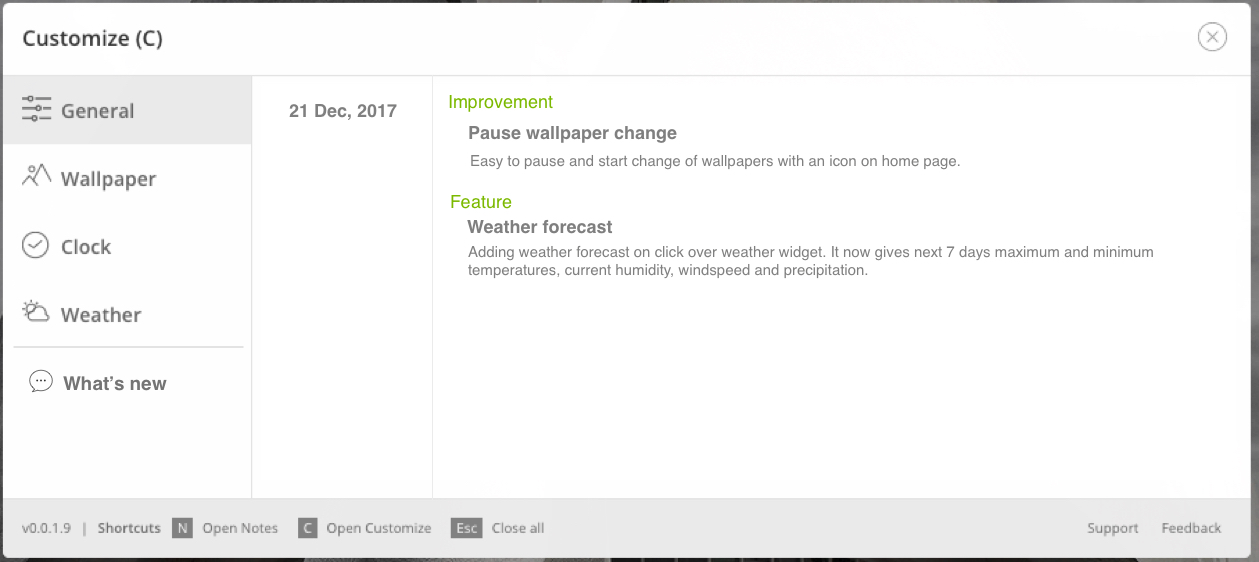 Customize (C)
General
Wallpaper
Clock
Weather
What's new
21 Dec, 2017
Improvement
Pause wallpaper change
Easy to pause and start change of wallpapers with an icon on home page.
Feature
Weather forecast
Adding weather forecast on click over weather widget. It now gives next 7 days maximum and minimum
temperatures, current humidity, windspeed and precipitation.
v0.0.1.9 | Shortcuts N Open Notes C Open Customize Esc Close all Support Feedback